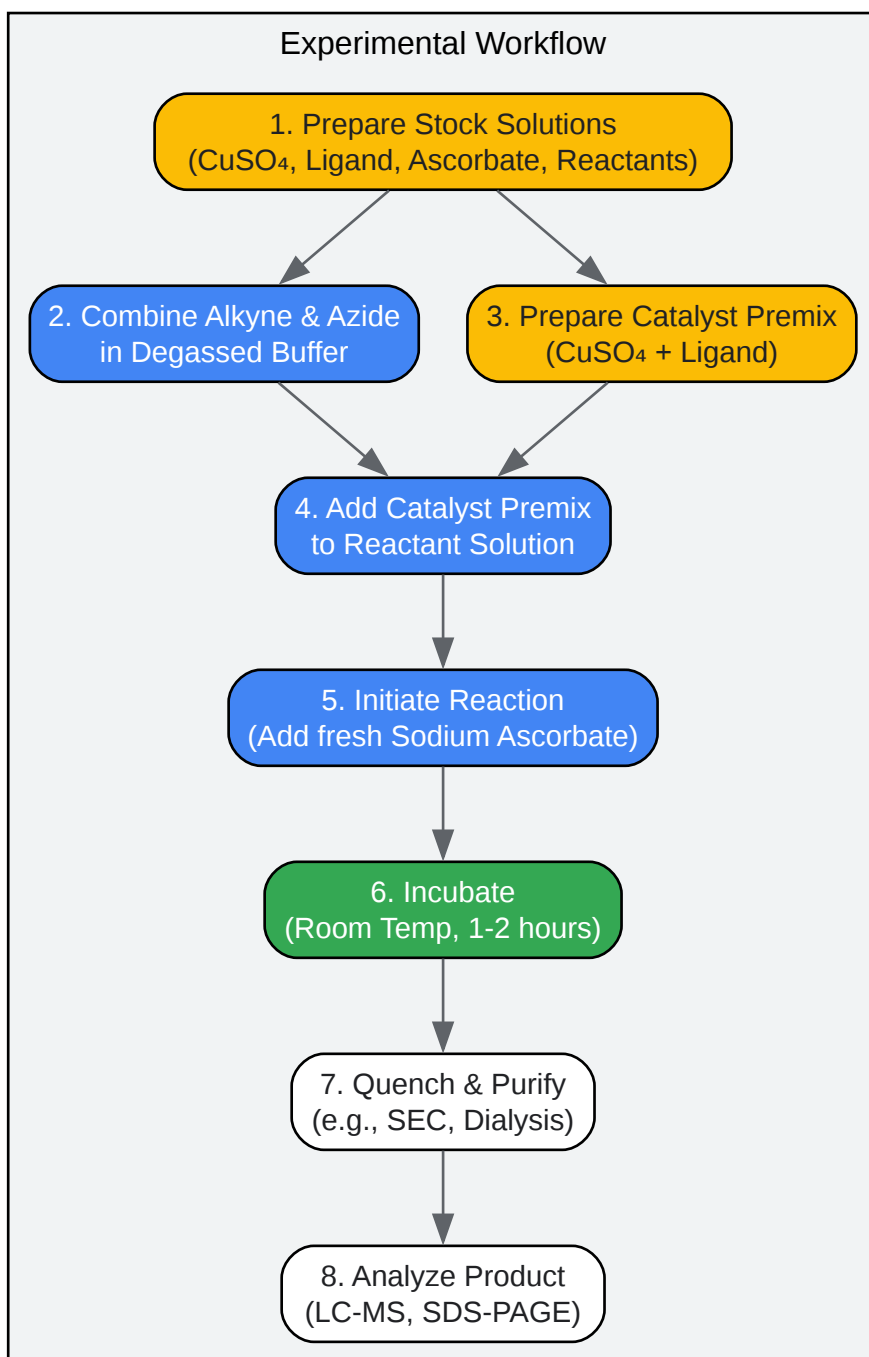 Experimental Workflow
1. Prepare Stock Solutions
(CuSO₄, Ligand, Ascorbate, Reactants)
2. Combine Alkyne & Azide
in Degassed Buffer
3. Prepare Catalyst Premix
(CuSO₄ + Ligand)
4. Add Catalyst Premix
to Reactant Solution
5. Initiate Reaction
(Add fresh Sodium Ascorbate)
6. Incubate
(Room Temp, 1-2 hours)
7. Quench & Purify
(e.g., SEC, Dialysis)
8. Analyze Product
(LC-MS, SDS-PAGE)